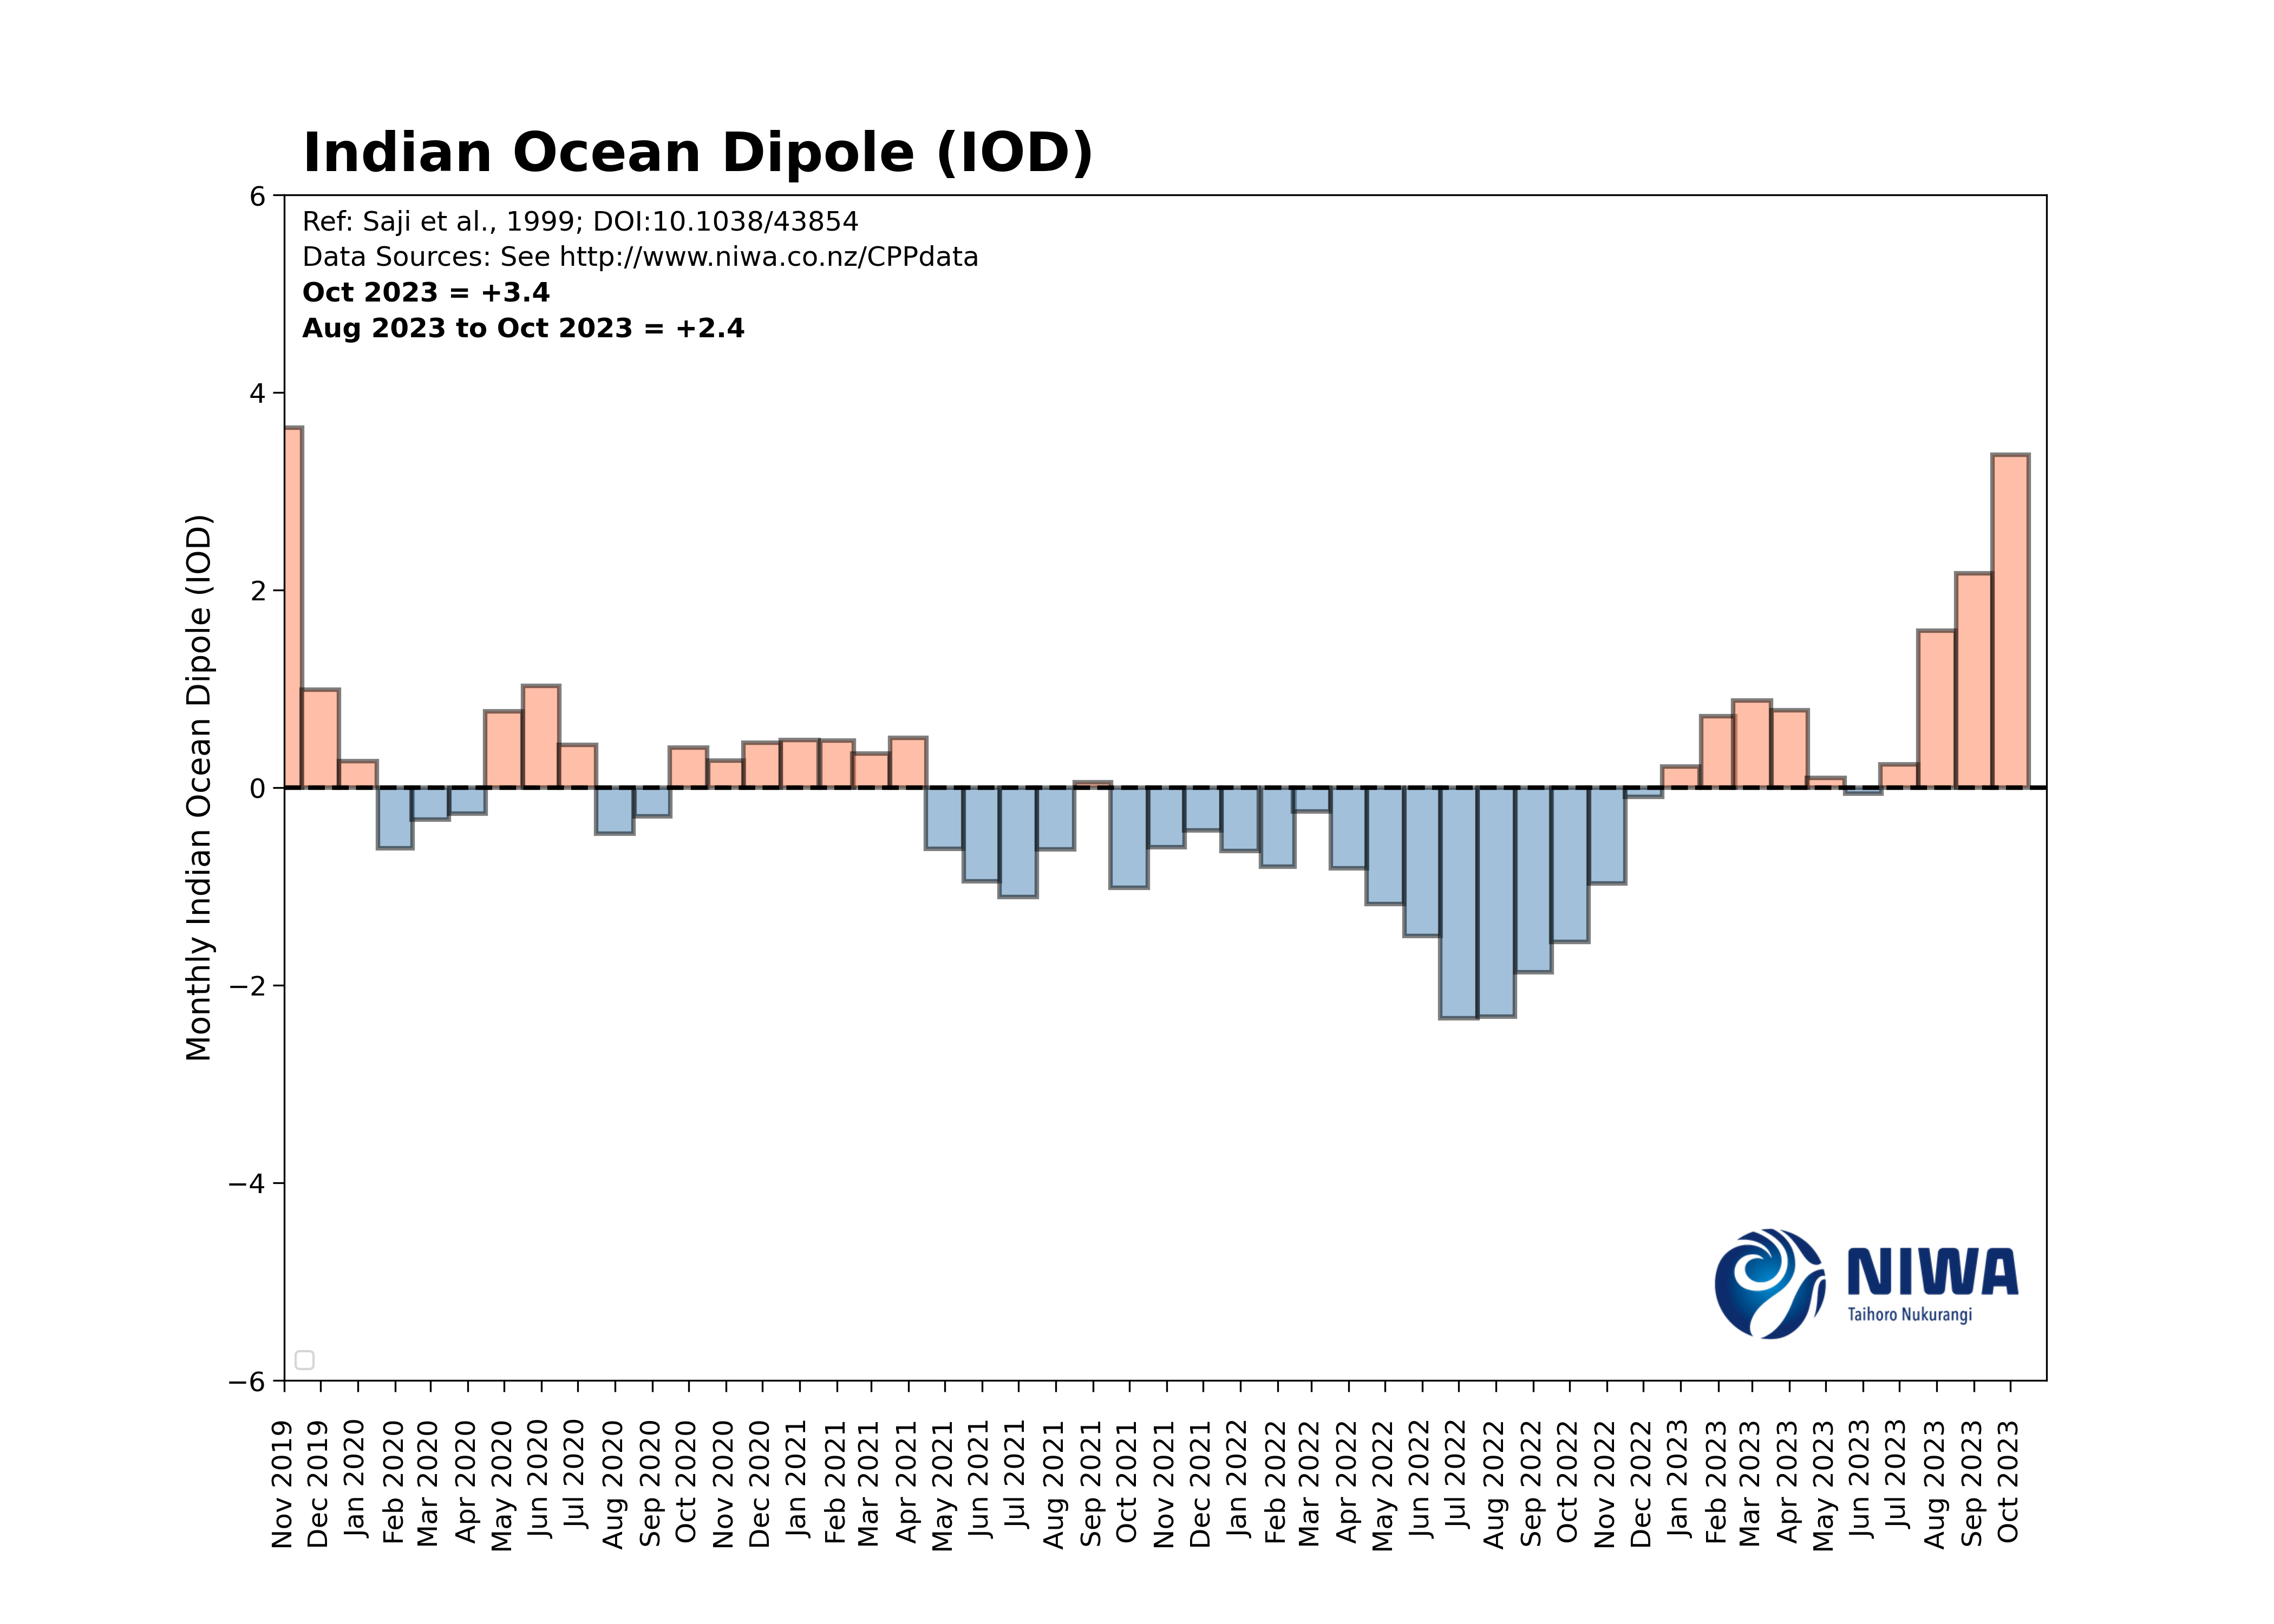 Indian Ocean Dipole (IOD)
Ref: Saji et al., 1999; DOI:10.1038/43854
Data Sources: See http://www.niwa.co.nz/CPPdata
Oct 2023 = +3.4
Aug 2023 to Oct 2023 = +2.4
Monthly Indian Ocean Dipole (IOD)
6
4
2
0
−2
−4
−6
NIWA
Taihoro Nukurangi
Nov 2019
Dec 2019
Jan 2020
Feb 2020
Mar 2020
Apr 2020
May 2020
Jun 2020
Jul 2020
Aug 2020
Sep 2020
Oct 2020
Nov 2020
Dec 2020
Jan 2021
Feb 2021
Mar 2021
Apr 2021
May 2021
Jun 2021
Jul 2021
Aug 2021
Sep 2021
Oct 2021
Nov 2021
Dec 2021
Jan 2022
Feb 2022
Mar 2022
Apr 2022
May 2022
Jun 2022
Jul 2022
Aug 2022
Sep 2022
Oct 2022
Nov 2022
Dec 2022
Jan 2023
Feb 2023
Mar 2023
Apr 2023
May 2023
Jun 2023
Jul 2023
Aug 2023
Sep 2023
Oct 2023